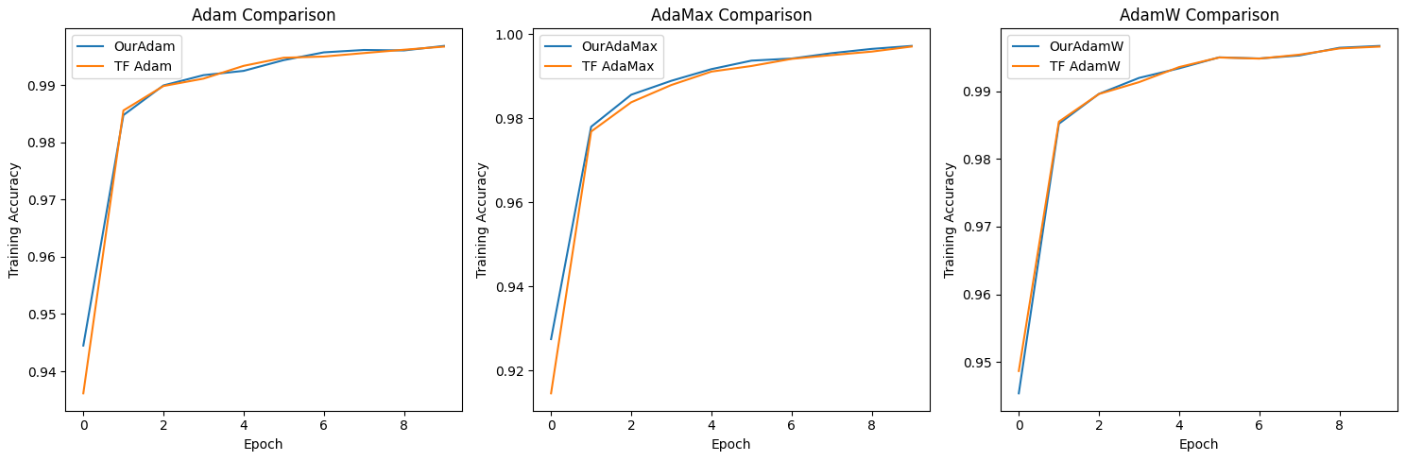 Adam Comparison
OurAdam
TF Adam
0.99
0.98
0.97
0.96
0.95
0.94
Training Accuracy
0 2 4 6 8
Epoch
AdaMax Comparison
OurAdaMax
TF AdaMax
1.00
0.98
0.96
0.94
0.92
Training Accuracy
0 2 4 6 8
Epoch
AdamW Comparison
OurAdamW
TF AdamW
0.99
0.98
0.97
0.96
0.95
Training Accuracy
0 2 4 6 8
Epoch